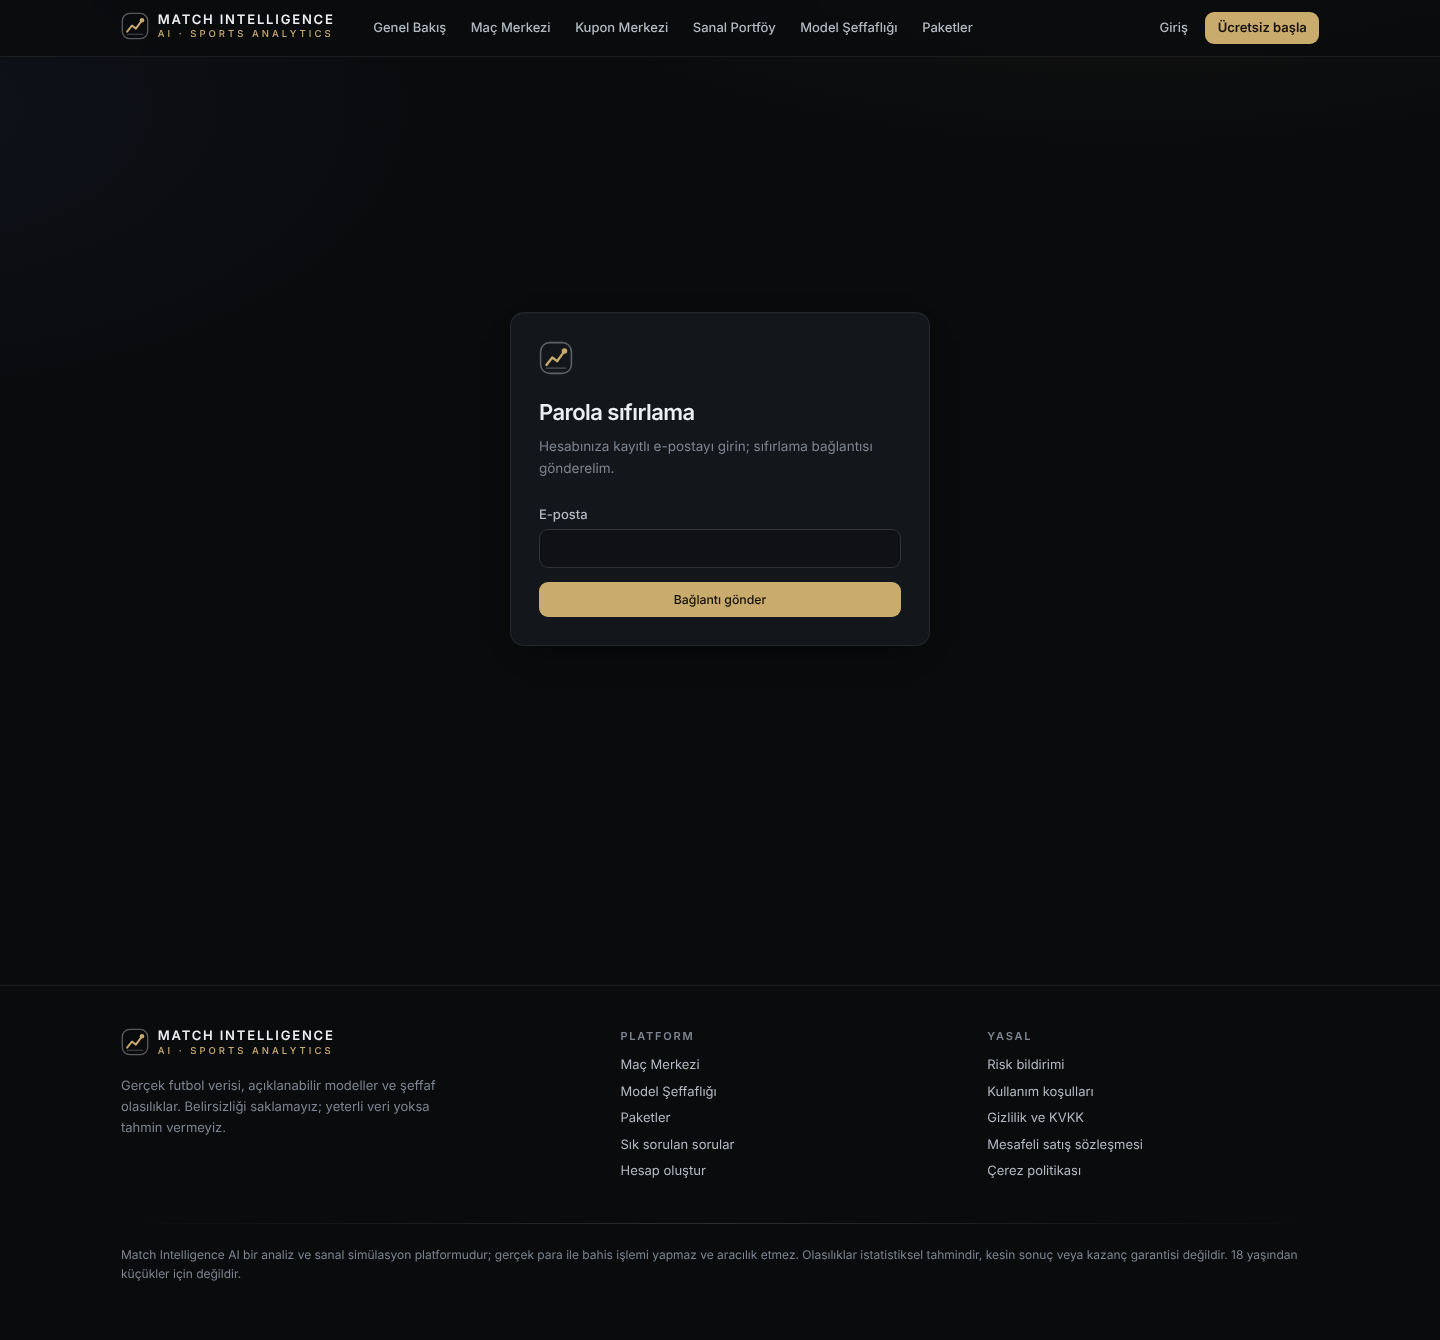 MATCH INTELLIGENCE
AI · SPORTS ANALYTICS
Genel Bakış
Maç Merkezi
Kupon Merkezi
Sanal Portföy
Model Şeffaflığı
Paketler
Giriş
Ücretsiz başla
Parola sıfırlama
Hesabınıza kayıtlı e-postayı girin; sıfırlama bağlantısı
gönderelim.
E-posta
Bağlantı gönder
MATCH INTELLIGENCE
AI · SPORTS ANALYTICS
Gerçek futbol verisi, açıklanabilir modeller ve şeffaf
olasılıklar. Belirsizliği saklamayız; yeterli veri yoksa
tahmin vermeyiz.
PLATFORM
Maç Merkezi
Model Şeffaflığı
Paketler
Sık sorulan sorular
Hesap oluştur
YASAL
Risk bildirimi
Kullanım koşulları
Gizlilik ve KVKK
Mesafeli satış sözleşmesi
Çerez politikası
Match Intelligence AI bir analiz ve sanal simülasyon platformudur; gerçek para ile bahis işlemi yapmaz ve aracılık etmez. Olasılıklar istatistiksel tahmindir, kesin sonuç veya kazanç garantisi değildir. 18 yaşından
küçükler için değildir.